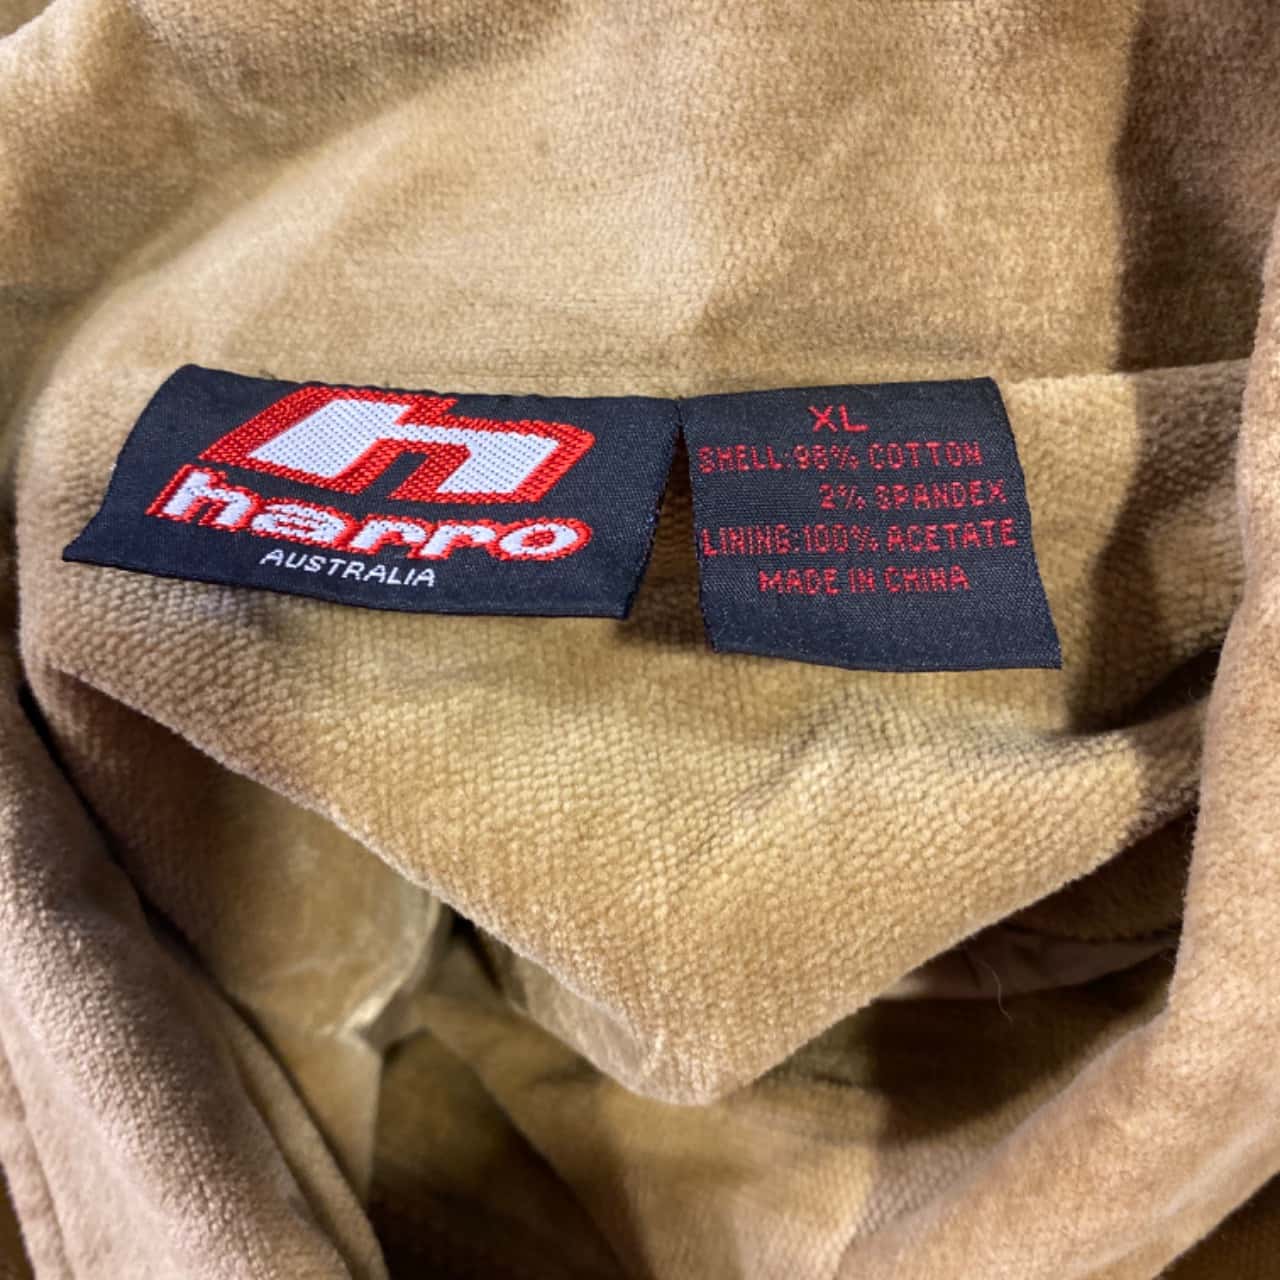 h
harro
AUSTRALIA
XL
SHELL:98% COTTON
2% SPANDEX
LINING:100% ACETATE
MADE IN CHINA